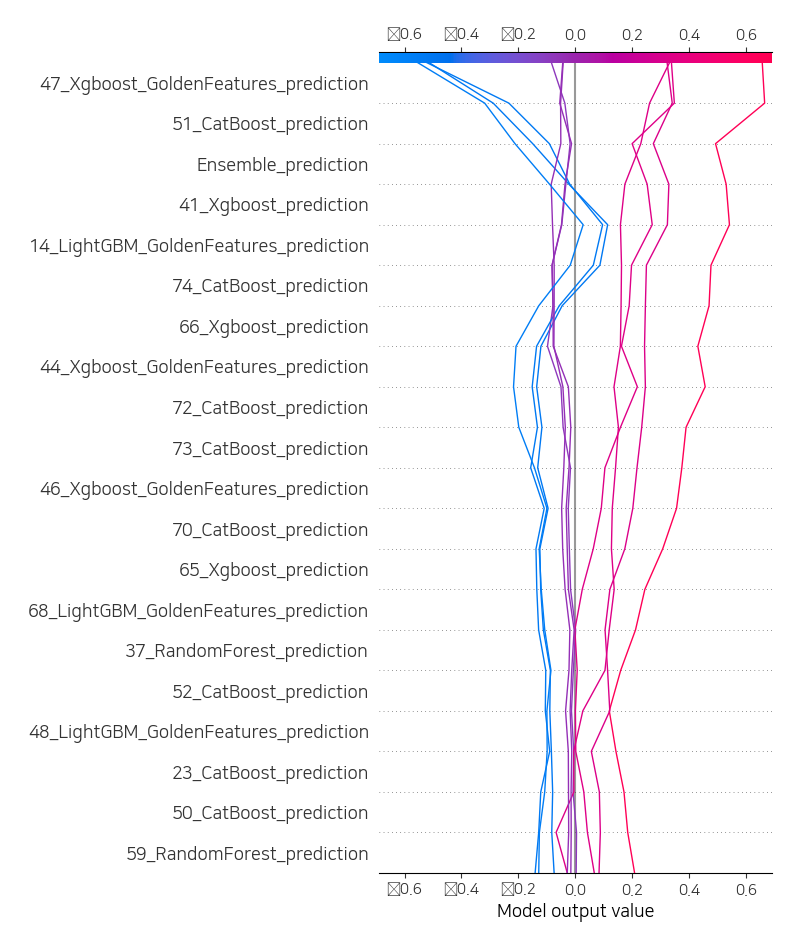 ☒0.6 ☒0.4 ☒0.2 0.0 0.2 0.4 0.6
47_Xgboost_GoldenFeatures_prediction
51_CatBoost_prediction
Ensemble_prediction
41_Xgboost_prediction
14_LightGBM_GoldenFeatures_prediction
74_CatBoost_prediction
66_Xgboost_prediction
44_Xgboost_GoldenFeatures_prediction
72_CatBoost_prediction
73_CatBoost_prediction
46_Xgboost_GoldenFeatures_prediction
70_CatBoost_prediction
65_Xgboost_prediction
68_LightGBM_GoldenFeatures_prediction
37_RandomForest_prediction
52_CatBoost_prediction
48_LightGBM_GoldenFeatures_prediction
23_CatBoost_prediction
50_CatBoost_prediction
59_RandomForest_prediction
☒0.6 ☒0.4 ☒0.2 0.0 0.2 0.4 0.6
Model output value